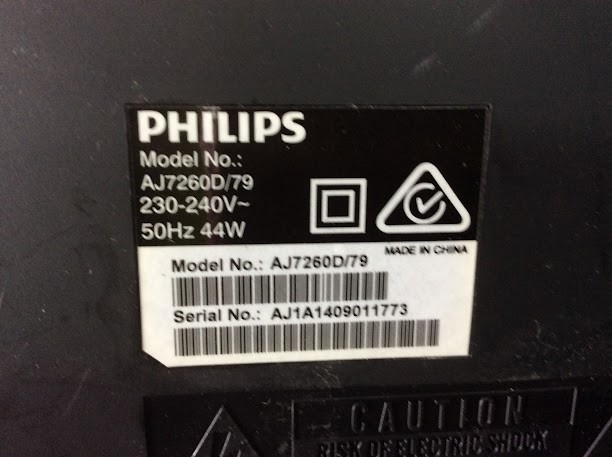 PHILIPS
Model No.:
AJ7260D/79
230-240V~
50Hz 44W
MADE IN CHINA
Model No.: AJ7260D/79
Serial No.: AJ1A1409011773
CAUTION
RISK OF ELECTRIC SHOCK